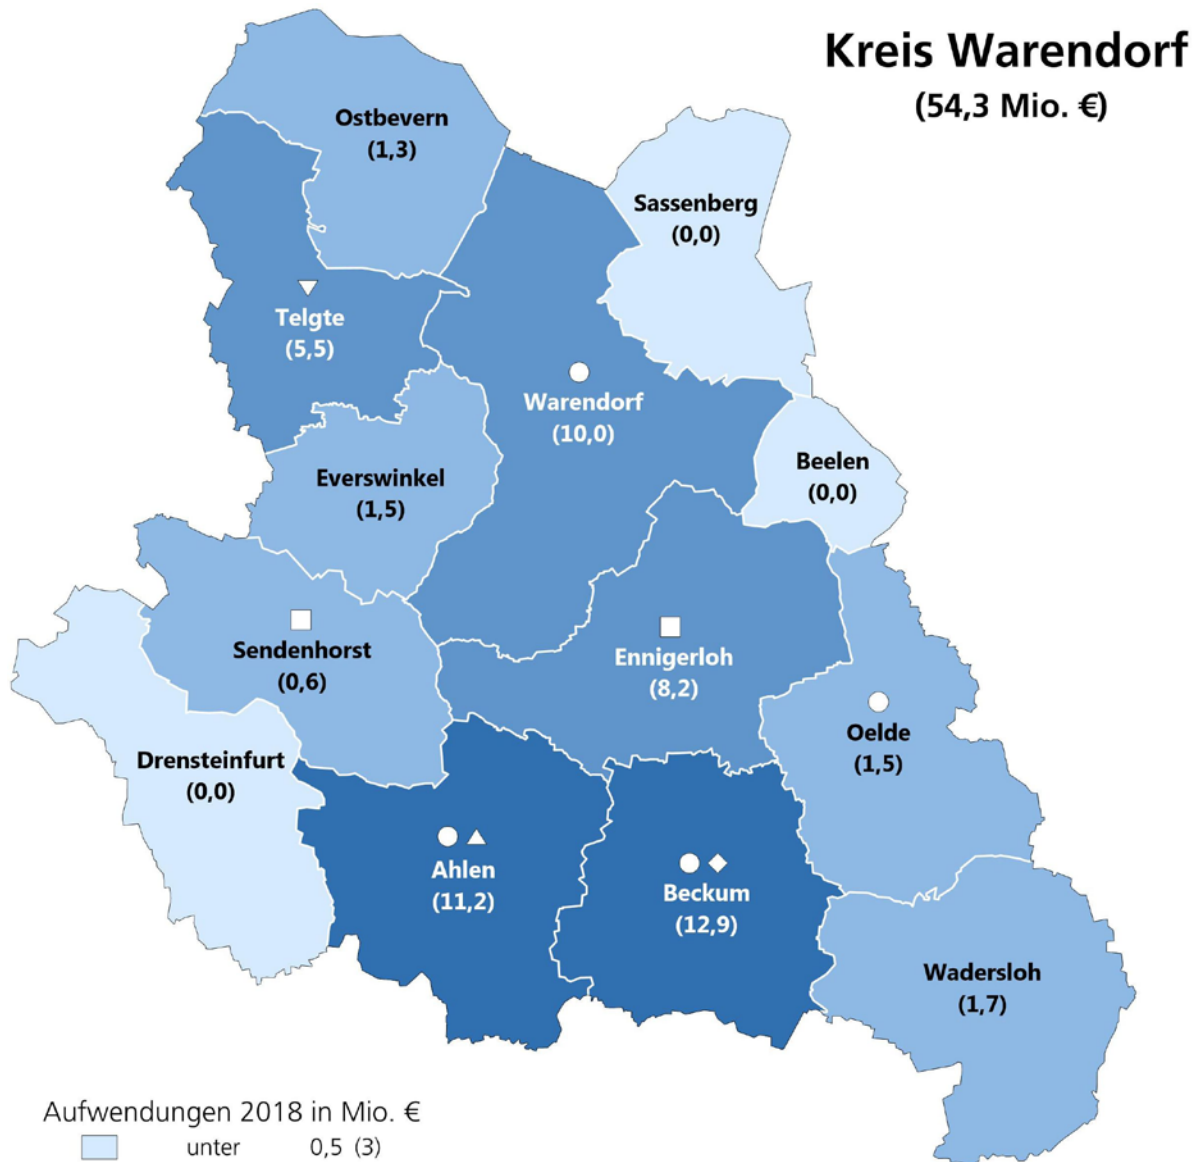 Kreis Warendorf
(54,3 Mio. €)
Ostbevern
(1,3)
Sassenberg
(0,0)
Telgte
(5,5)
Warendorf
(10,0)
Everswinkel
(1,5)
Beelen
(0,0)
Sendenhorst
(0,6)
Ennigerloh
(8,2)
Drensteinfurt
(0,0)
Oelde
(1,5)
Ahlen
(11,2)
Beckum
(12,9)
Wadersloh
(1,7)
Aufwendungen 2018 in Mio. €
unter 0,5 (3)